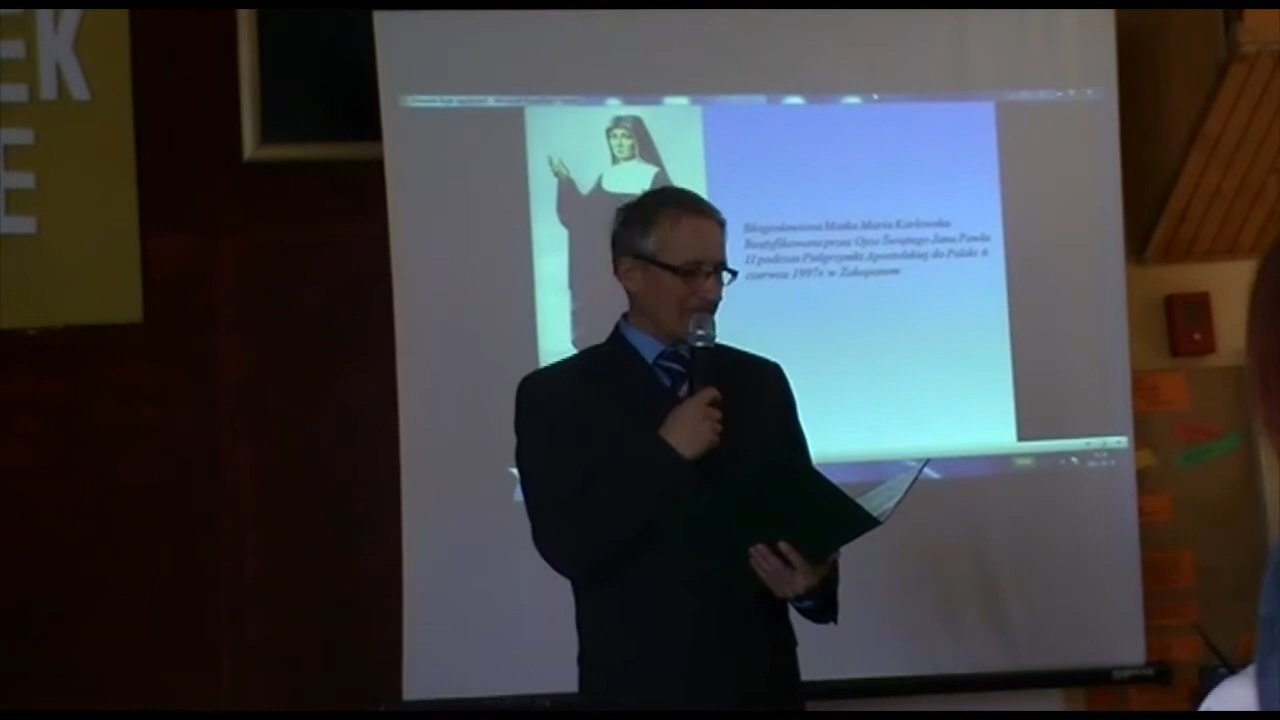 EK
E
Błogosławiona Matka Maria Karłowska
Beatyfikowana przez Ojca Świętego Jana Pawła
II podczas Pielgrzymki Apostolskiej do Polski 6
czerwca 1997r w Zakopanem